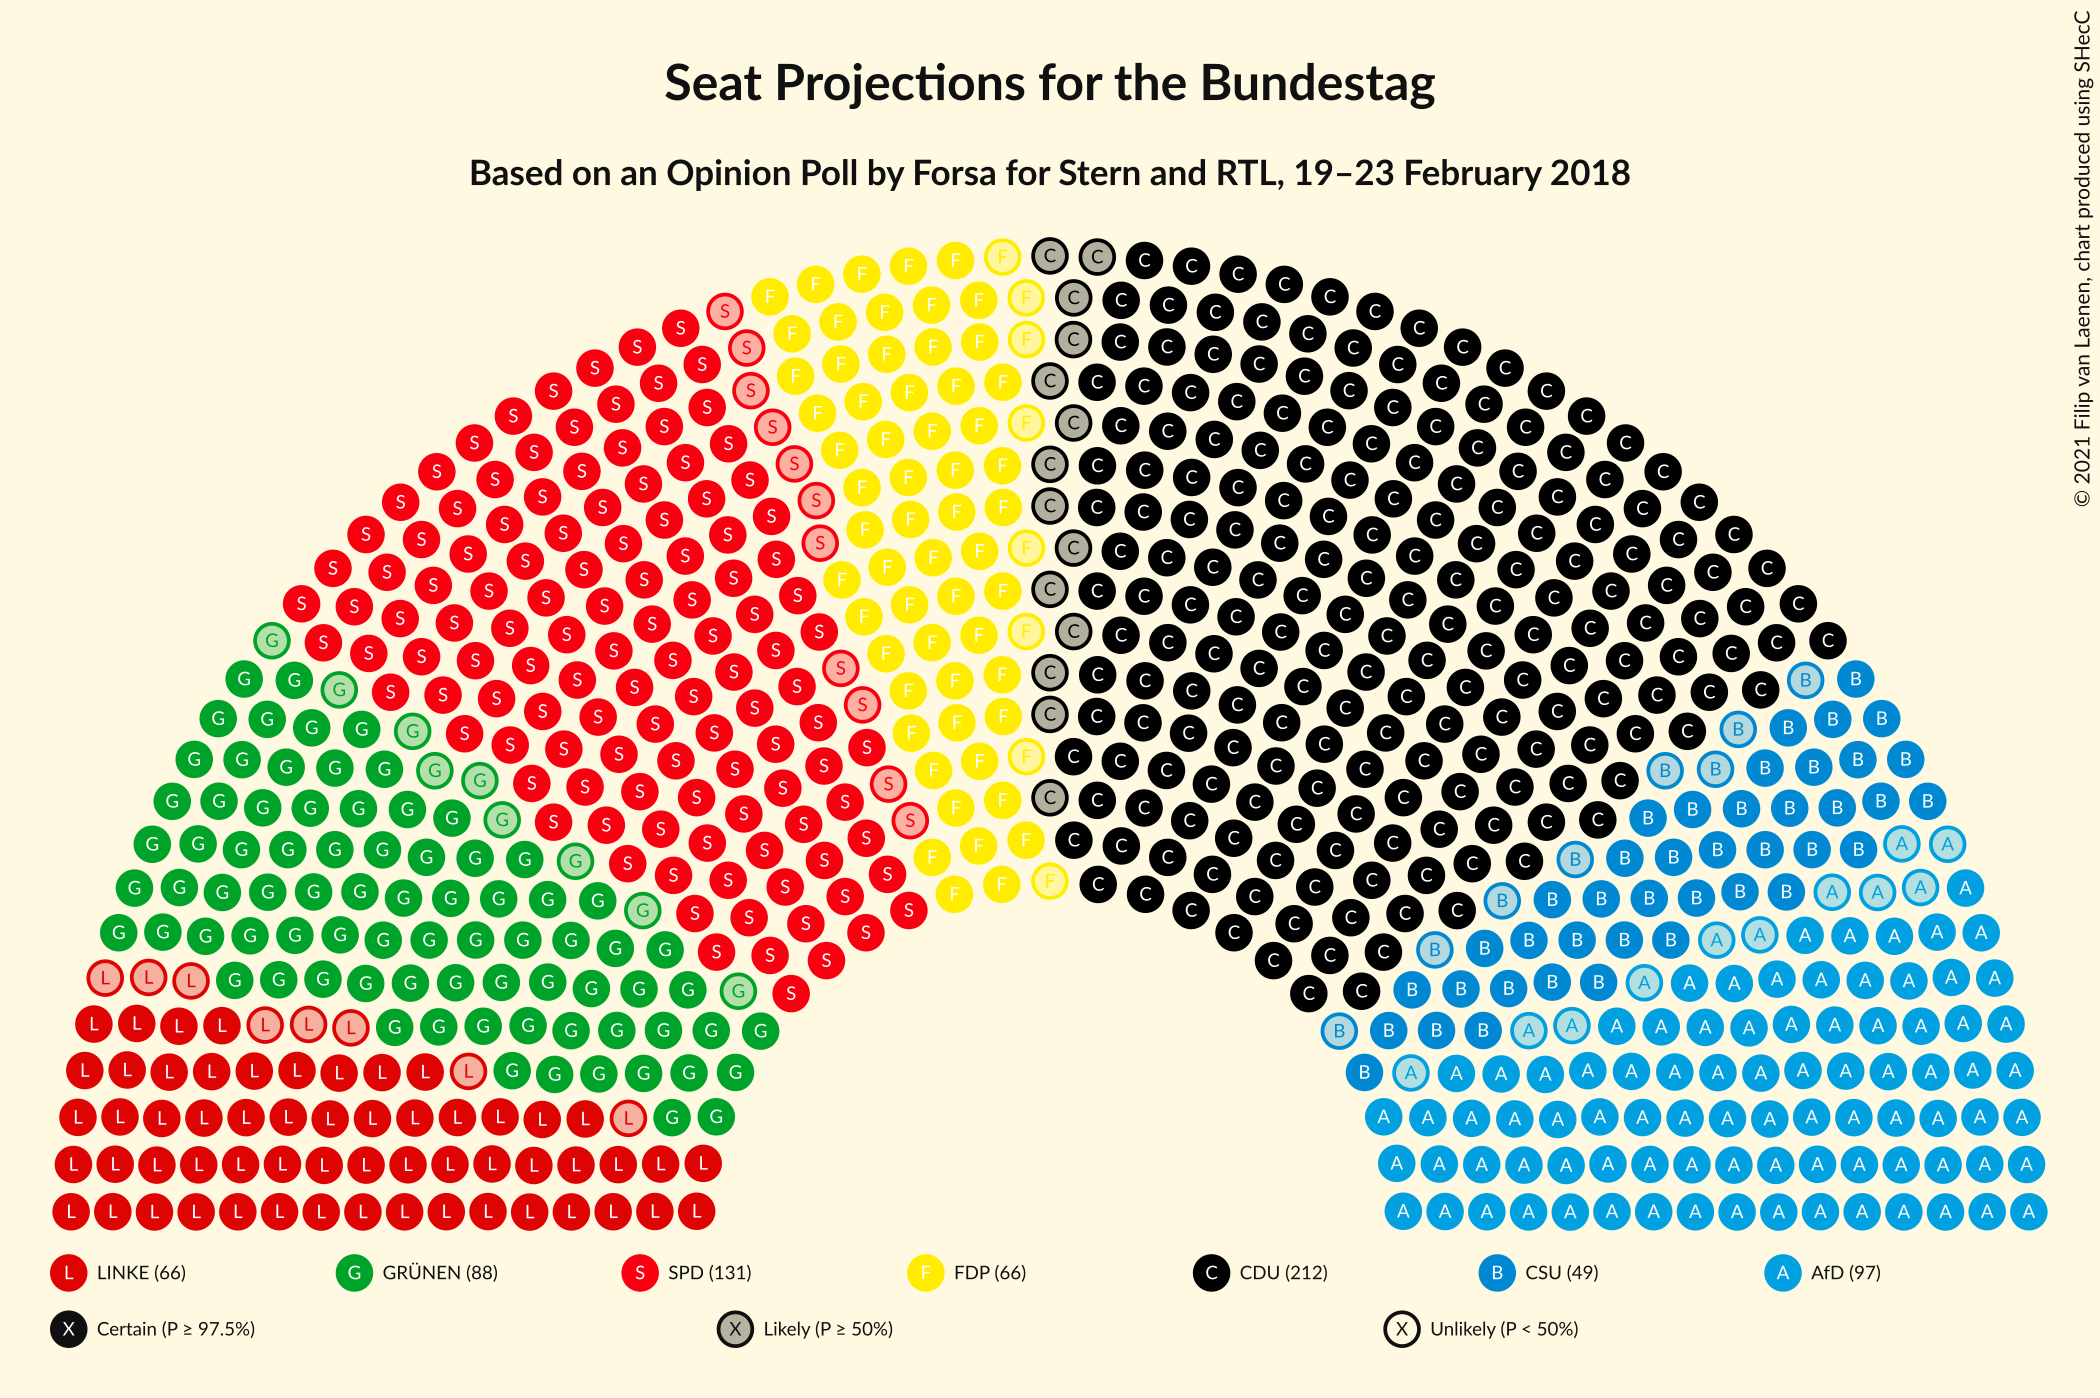 Seat Projections for the Bundestag
Based on an Opinion Poll by Forsa for Stern and RTL, 19–23 February 2018
© 2021 Filip van Laenen, chart produced using SHecC
L LINKE (66)
G GRÜNEN (88)
S SPD (131)
F FDP (66)
C CDU (212)
B CSU (49)
A AfD (97)
X Certain (P ≥ 97.5%)
X Likely (P ≥ 50%)
X Unlikely (P < 50%)